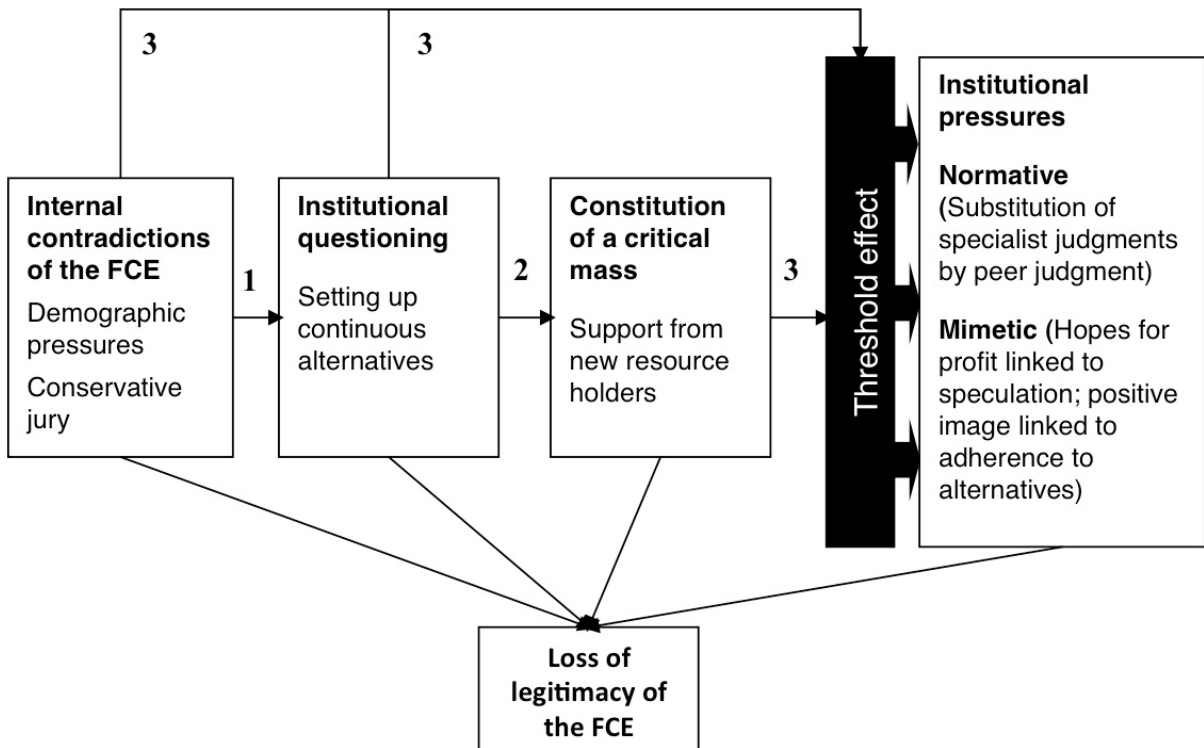 3
3
Internal
contradictions
of the FCE
Demographic
pressures
Conservative
jury
1
Institutional
questioning
Setting up
continuous
alternatives
2
Constitution
of a critical
mass
Support from
new resource
holders
3
Threshold effect
Institutional
pressures
Normative
(Substitution of
specialist judgments
by peer judgment)
Mimetic (Hopes for
profit linked to
speculation; positive
image linked to
adherence to
alternatives)
Loss of
legitimacy of
the FCE